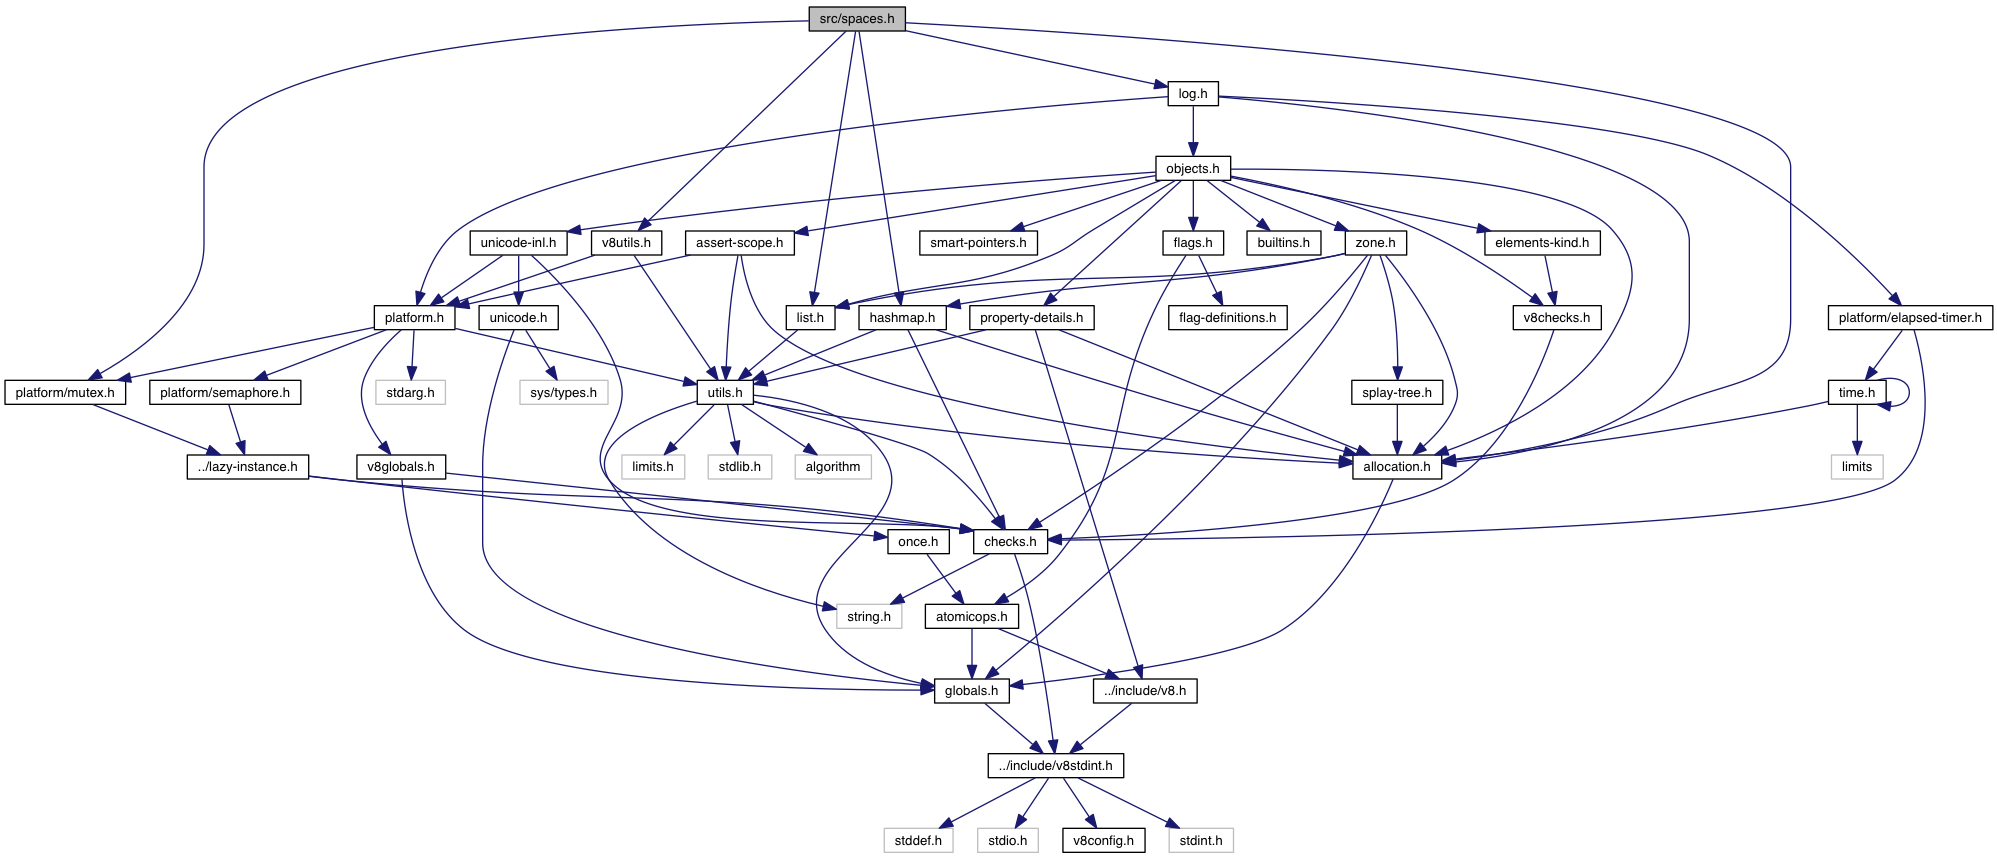 src/spaces.h
log.h
objects.h
unicode-inl.h
v8utils.h
assert-scope.h
smart-pointers.h
flags.h
builtins.h
zone.h
elements-kind.h
platform.h
unicode.h
list.h
hashmap.h
property-details.h
flag-definitions.h
v8checks.h
platform/elapsed-timer.h
platform/mutex.h
platform/semaphore.h
stdarg.h
sys/types.h
utils.h
splay-tree.h
time.h
../lazy-instance.h
v8globals.h
limits.h
stdlib.h
algorithm
allocation.h
limits
once.h
checks.h
string.h
atomicops.h
globals.h
../include/v8.h
../include/v8stdint.h
stddef.h
stdio.h
v8config.h
stdint.h